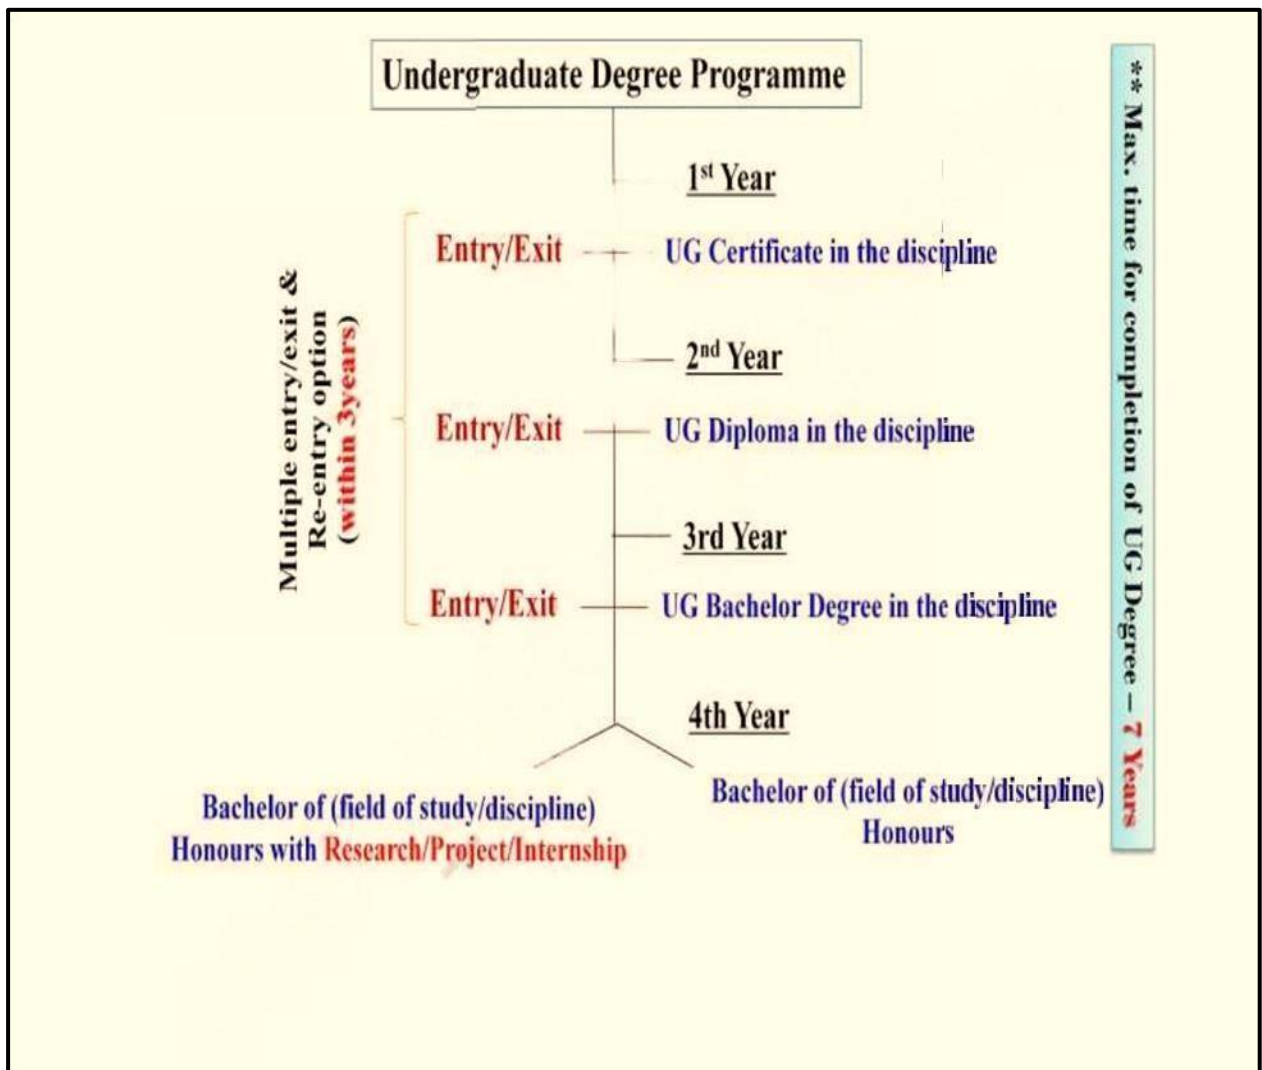 Undergraduate Degree Programme
1st Year
Entry/Exit
UG Certificate in the discipline
2nd Year
Entry/Exit
UG Diploma in the discipline
3rd Year
Entry/Exit
UG Bachelor Degree in the discipline
4th Year
Bachelor of (field of study/discipline)
Honours with Research/Project/Internship
Bachelor of (field of study/discipline)
Honours
Multiple entry/exit &
Re-entry option
(within 3years)
** Max. time for completion of UG Degree – 7 Years